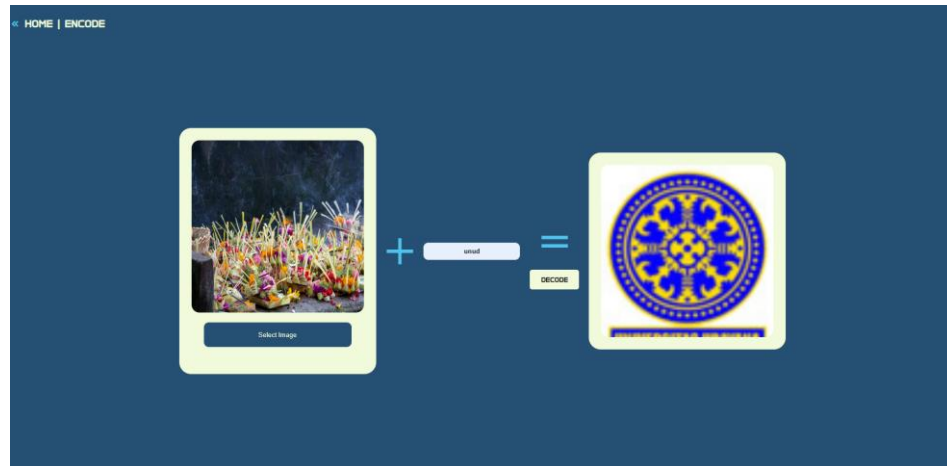 « HOME | ENCODE
Select Image
+
unud
=
DECODE